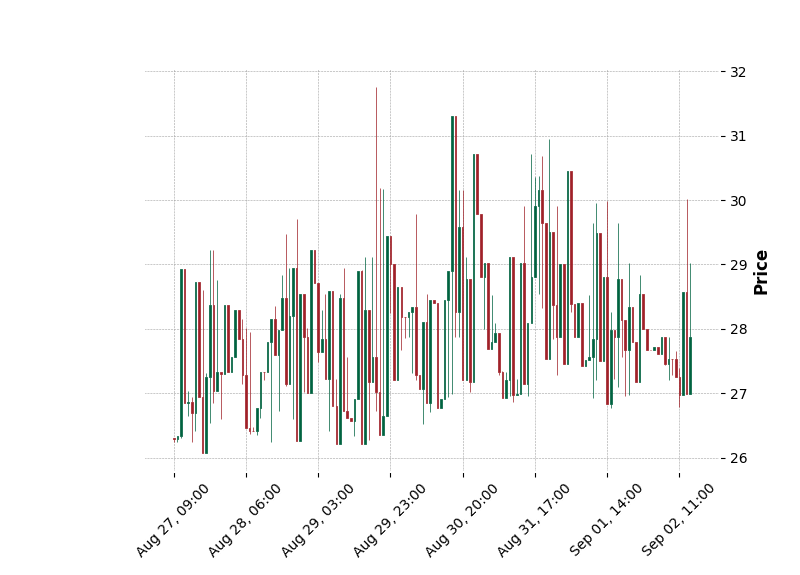 32
31
30
29
28
27
26
Price
Aug 27, 09:00
Aug 28, 06:00
Aug 29, 03:00
Aug 29, 23:00
Aug 30, 20:00
Aug 31, 17:00
Sep 01, 14:00
Sep 02, 11:00